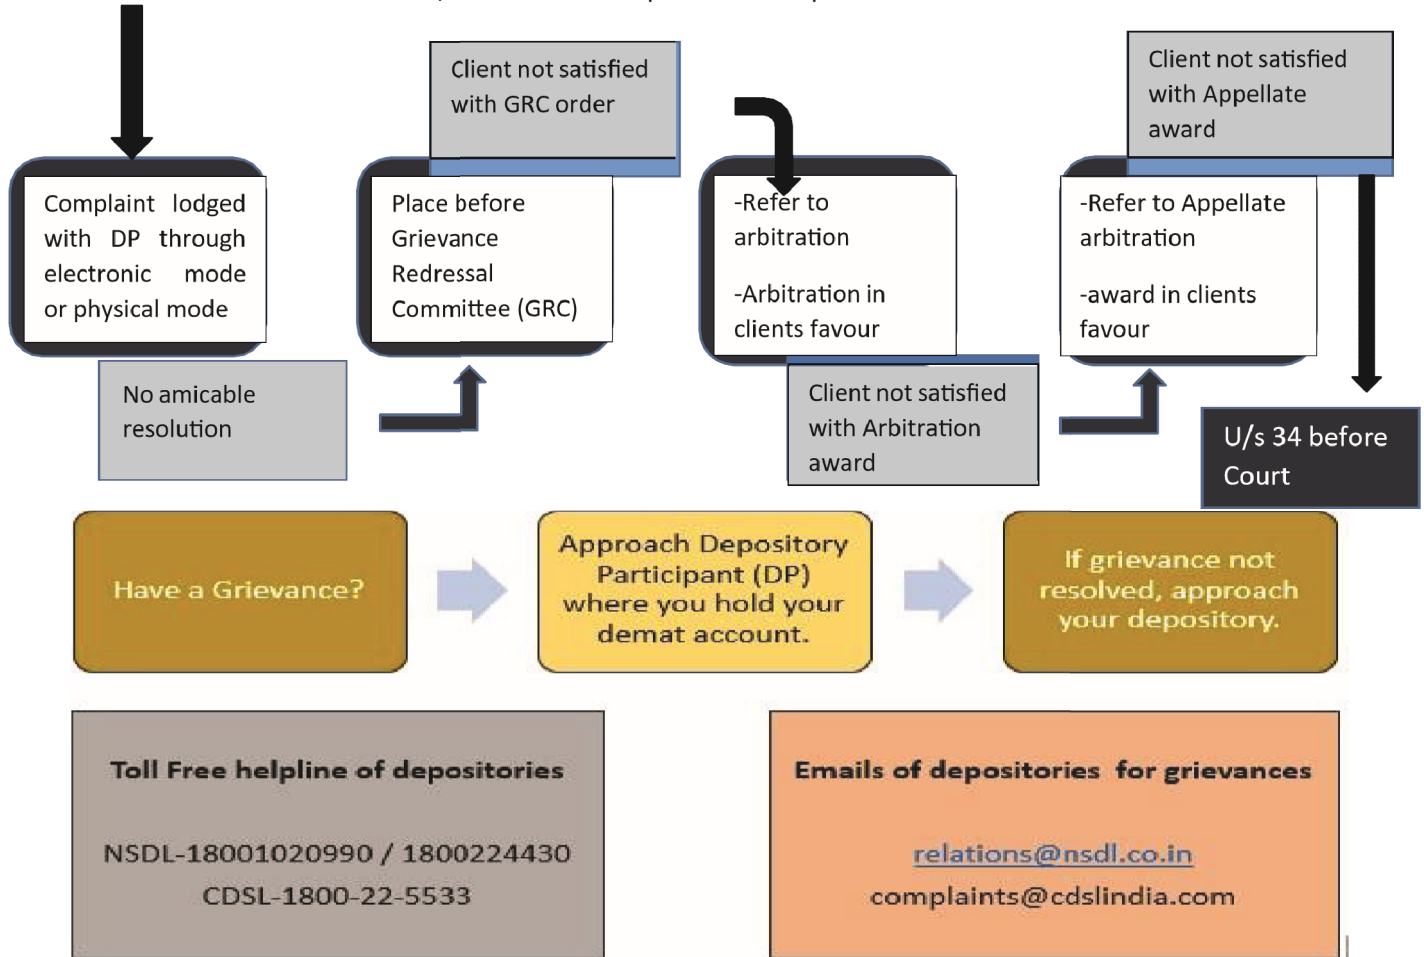 Client not satisfied
with GRC order
Client not satisfied
with Appellate
award
Complaint lodged
with DP through
electronic mode
or physical mode
Place before
Grievance
Redressal
Committee (GRC)
-Refer to
arbitration
-Arbitration in
clients favour
-Refer to Appellate
arbitration
-award in clients
favour
No amicable
resolution
Client not satisfied
with Arbitration
award
U/s 34 before
Court
Have a Grievance?
Approach Depository
Participant (DP)
where you hold your
demat account.
If grievance not
resolved, approach
your depository.
Toll Free helpline of depositories
NSDL-18001020990 / 1800224430
CDSL-1800-22-5533
Emails of depositories for grievances
relations@nsdl.co.in
complaints@cdslindia.com